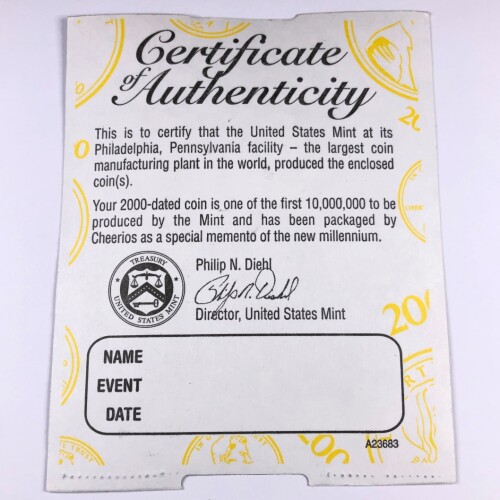 Certificate
of Authenticity
This is to certify that the United States Mint at its
Philadelphia, Pennsylvania facility – the largest coin
manufacturing plant in the world, produced the enclosed
coin(s).
Your 2000-dated coin is one of the first 10,000,000 to be
produced by the Mint and has been packaged by
Cheerios as a special memento of the new millennium.
TREASURY
UNITED STATES MINT
Philip N. Diehl
Philip N. Diehl
Director, United States Mint
NAME
EVENT
DATE
A23683